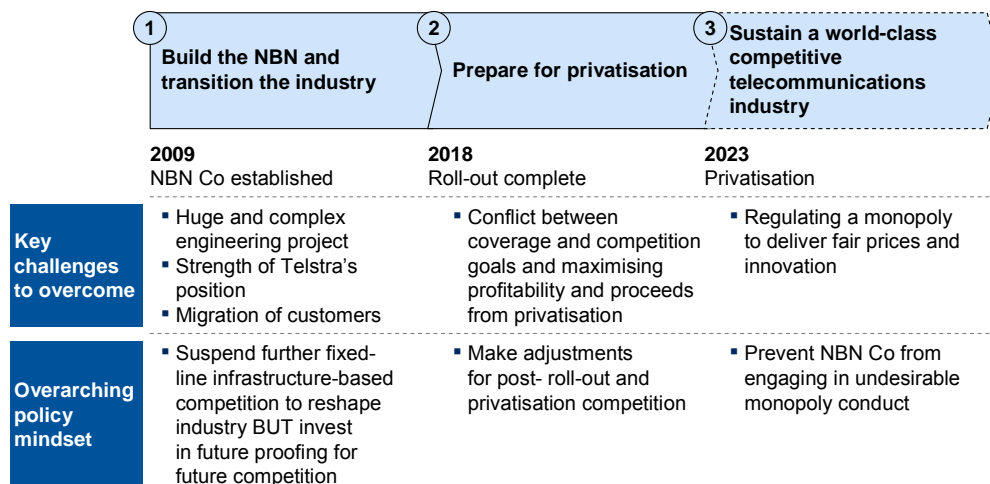 1
Build the NBN and
transition the industry
2
Prepare for privatisation
3
Sustain a world-class
competitive
telecommunications
industry
2009
NBN Co established
2018
Roll-out complete
2023
Privatisation
Key
challenges
to overcome
▪ Huge and complex
engineering project
▪ Strength of Telstra's
position
▪ Migration of customers
▪ Conflict between
coverage and competition
goals and maximising
profitability and proceeds
from privatisation
▪ Regulating a monopoly
to deliver fair prices and
innovation
Overarching
policy
mindset
▪ Suspend further fixed-
line infrastructure-based
competition to reshape
industry BUT invest
in future proofing for
future competition
▪ Make adjustments
for post- roll-out and
privatisation competition
▪ Prevent NBN Co from
engaging in undesirable
monopoly conduct